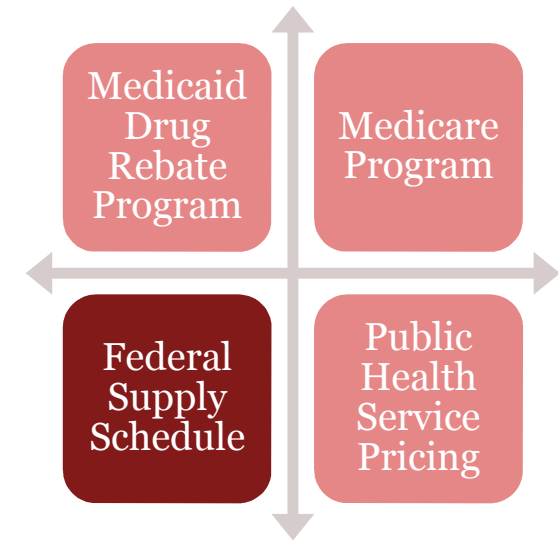 Medicaid
Drug
Rebate
Program
Medicare
Program
Federal
Supply
Schedule
Public
Health
Service
Pricing